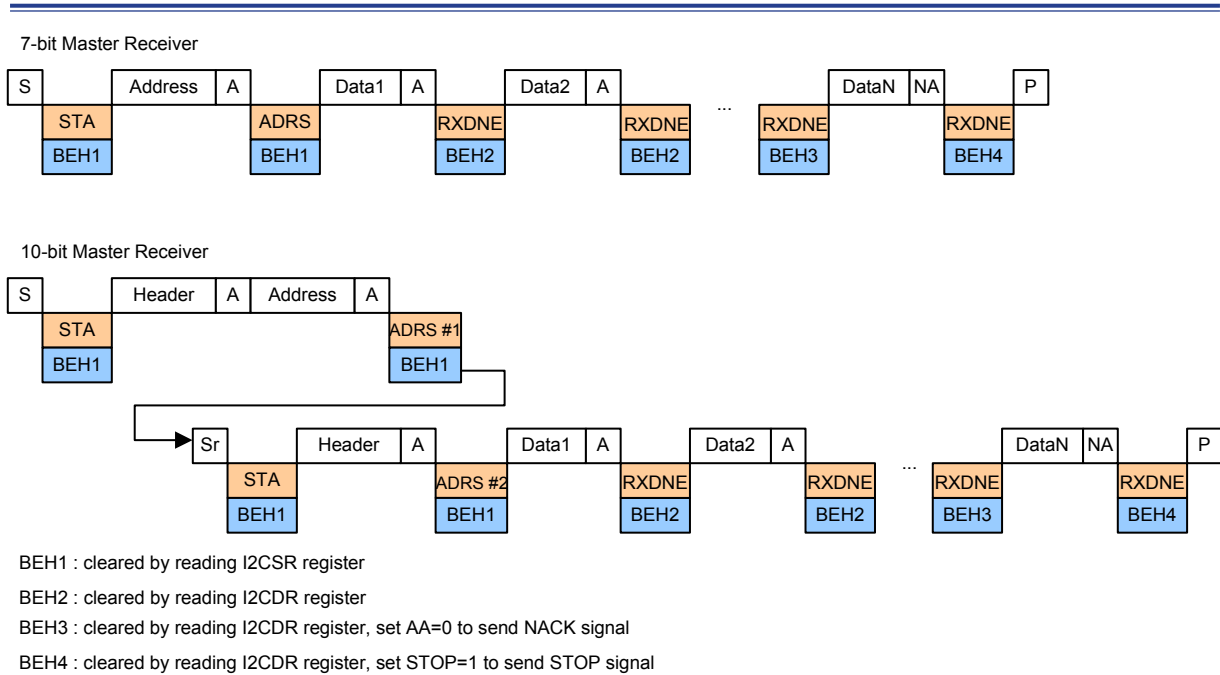 7-bit Master Receiver
S Address A Data1 A Data2 A ... DataN NA P
STA ADRS RXDNE RXDNE RXDNE RXDNE
BEH1 BEH1 BEH2 BEH2 BEH3 BEH4
10-bit Master Receiver
S Header A Address A
STA ADRS #1
BEH1 BEH1
Sr Header A Data1 A Data2 A ... DataN NA P
STA ADRS #2 RXDNE RXDNE RXDNE RXDNE
BEH1 BEH1 BEH2 BEH2 BEH3 BEH4
BEH1 : cleared by reading I2CSR register
BEH2 : cleared by reading I2CDR register
BEH3 : cleared by reading I2CDR register, set AA=0 to send NACK signal
BEH4 : cleared by reading I2CDR register, set STOP=1 to send STOP signal